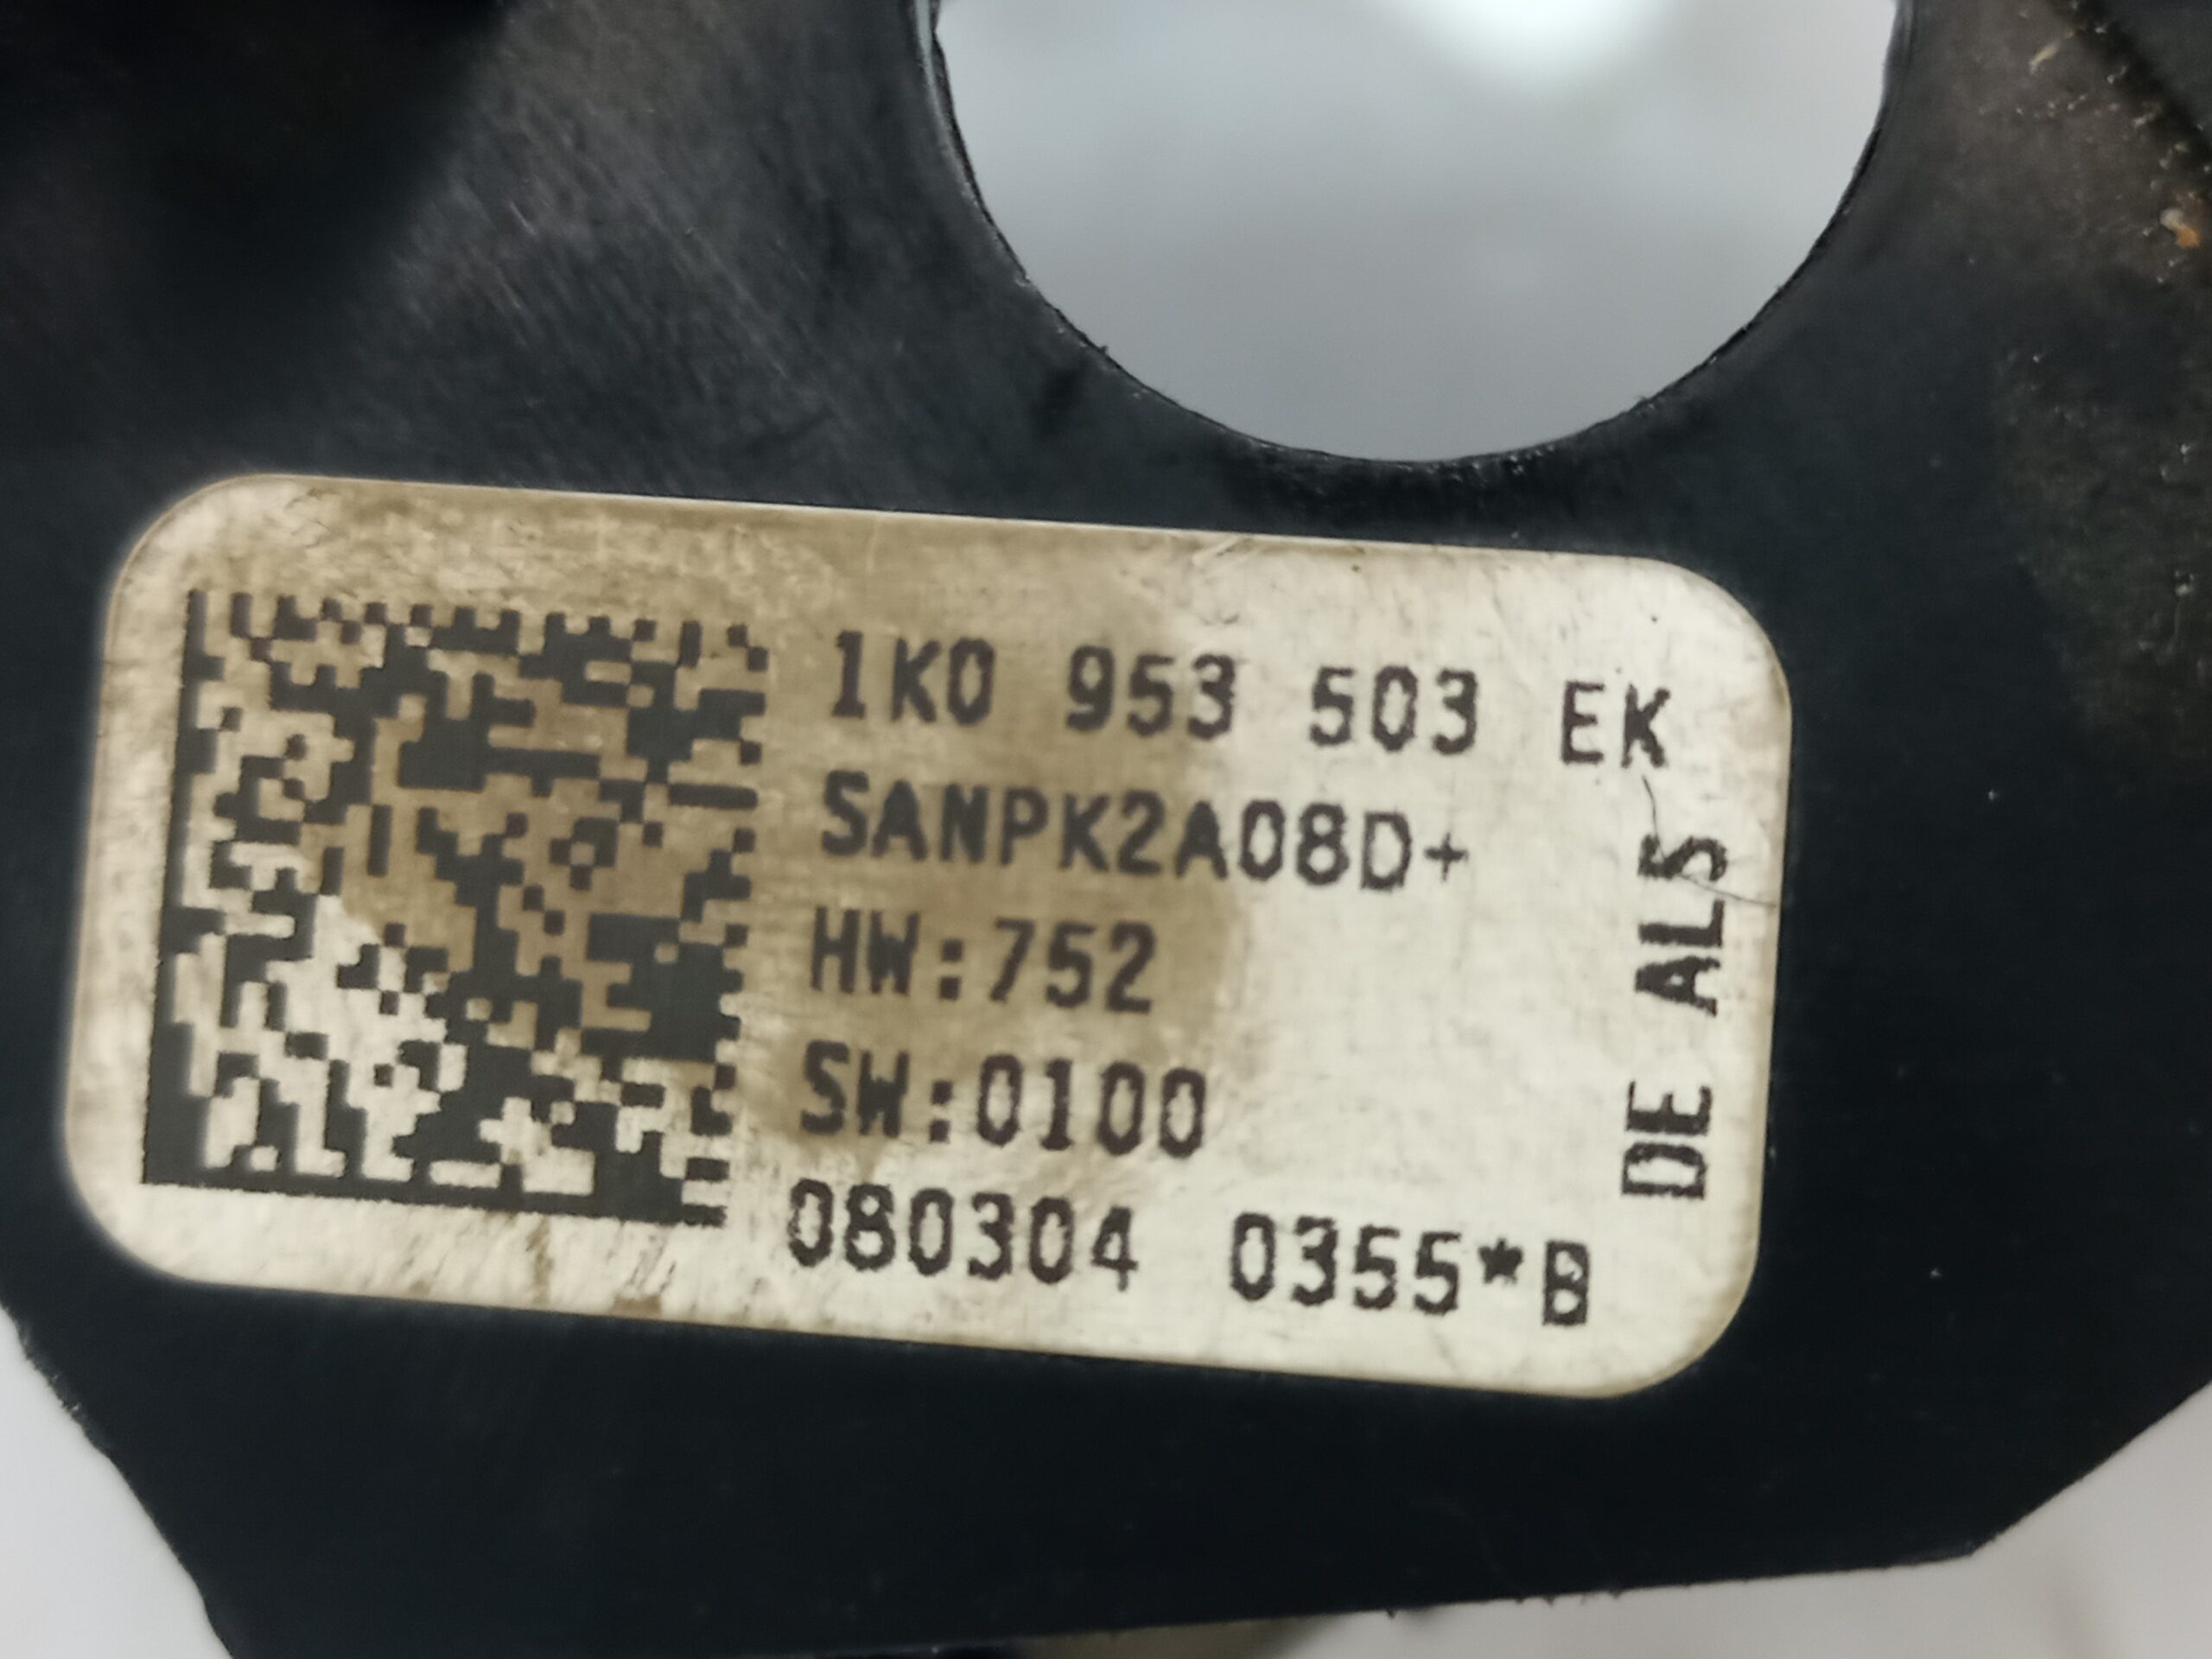 1K0 953 503 EK
SANPK2A08D+
HW:752
SW:0100
080304 0355*B
DE ALS